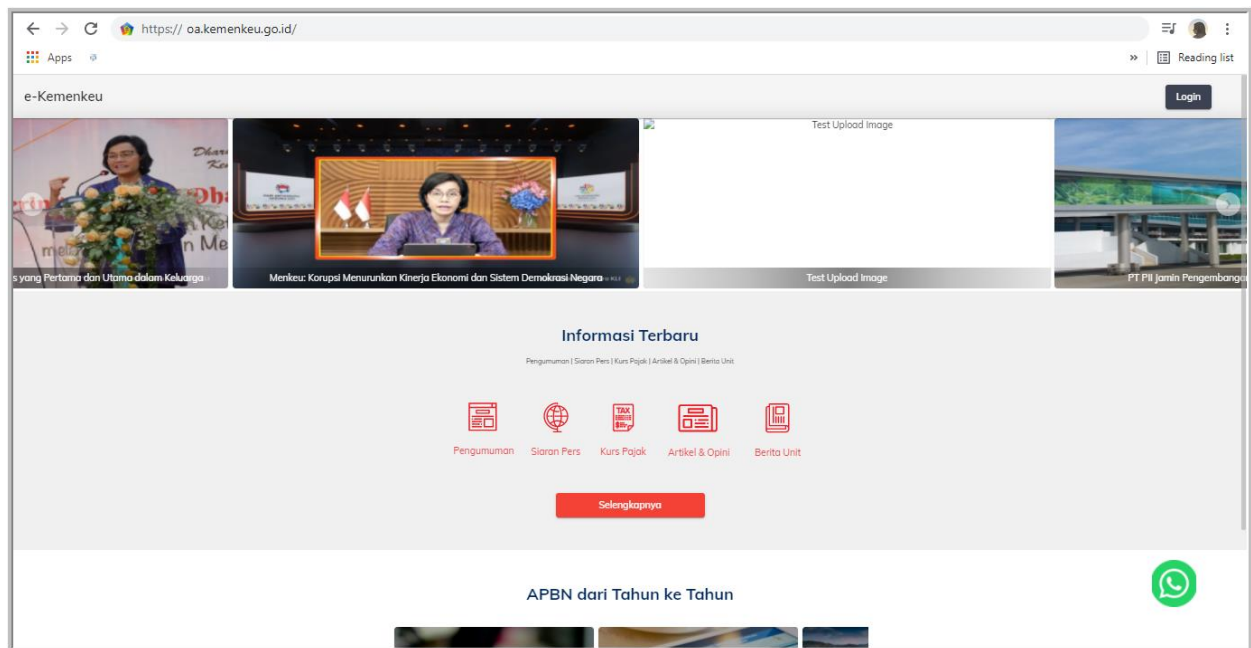 https:// oa.kemenkeu.go.id/
Apps
» Reading list
e-Kemenkeu
Login
Test Upload Image
s yang Pertama dan Utama dalam Keluarga
Menkeu: Korupsi Menurunkan Kinerja Ekonomi dan Sistem Demokrasi Negara
Test Upload Image
PT PII Jamin Pengembangan
Informasi Terbaru
Pengumuman | Siaran Pers | Kurs Pajak | Artikel & Opini | Berita Unit
TAX
Pengumuman
Siaran Pers
Kurs Pajak
Artikel & Opini
Berita Unit
Selengkapnya
APBN dari Tahun ke Tahun